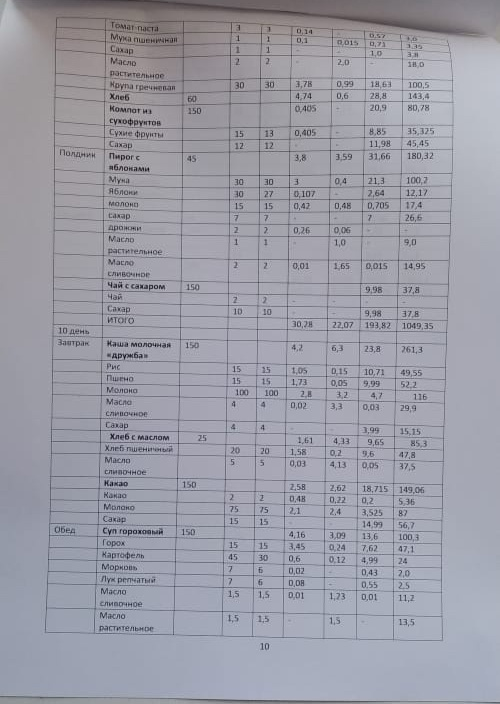 Томат-паста 3 3 0,14 - 0,57 3,6
Мука пшеничная 1 1 0,1 0,015 0,71 3,35
Сахар 1 1 - - 1,0 3,8
Масло 2 2 - 2,0 - 18,0
растительное
Крупа гречневая 30 30 3,78 0,99 18,63 100,5
Хлеб 60 4,74 0,6 28,8 143,4
Компот из 150 0,405 - 20,9 80,78
сухофруктов
Сухие фрукты 15 13 0,405 - 8,85 35,325
Сахар 12 12 - - 11,98 45,45
Полдник Пирог с 45 3,8 3,59 31,66 180,32
яблоками
Мука 30 30 3 0,4 21,3 100,2
Яблоки 30 27 0,107 - 2,64 12,17
молоко 15 15 0,42 0,48 0,705 17,4
сахар 7 7 - - 7 26,6
дрожжи 2 2 0,26 0,06 - -
Масло 1 1 - 1,0 - 9,0
растительное
Масло 2 2 0,01 1,65 0,015 14,95
сливочное
Чай с сахаром 150 9,98 37,8
Чай 2 2 - - - -
Сахар 10 10 - - 9,98 37,8
ИТОГО 30,28 22,07 193,82 1049,35
10 день
Завтрак Каша молочная 150 4,2 6,3 23,8 261,3
«дружба»
Рис 15 15 1,05 0,15 10,71 49,55
Пшено 15 15 1,73 0,05 9,99 52,2
Молоко 100 100 2,8 3,2 4,7 116
Масло 4 4 0,02 3,3 0,03 29,9
сливочное
Сахар 4 4 - - 3,99 15,15
Хлеб с маслом 25 1,61 4,33 9,65 85,3
Хлеб пшеничный 20 20 1,58 0,2 9,6 47,8
Масло 5 5 0,03 4,13 0,05 37,5
сливочное
Какао 150 2,58 2,62 18,715 149,06
Какао 2 2 0,48 0,22 0,2 5,36
Молоко 75 75 2,1 2,4 3,525 87
Сахар 15 15 - - 14,99 56,7
Обед Суп гороховый 150 4,16 3,09 13,6 100,3
Горох 15 15 3,45 0,24 7,62 47,1
Картофель 45 30 0,6 0,12 4,99 24
Морковь 7 6 0,02 - 0,43 2,0
Лук репчатый 7 6 0,08 - 0,55 2,5
Масло 1,5 1,5 0,01 1,23 0,01 11,2
сливочное
Масло 1,5 1,5 - 1,5 - 13,5
растительное
10